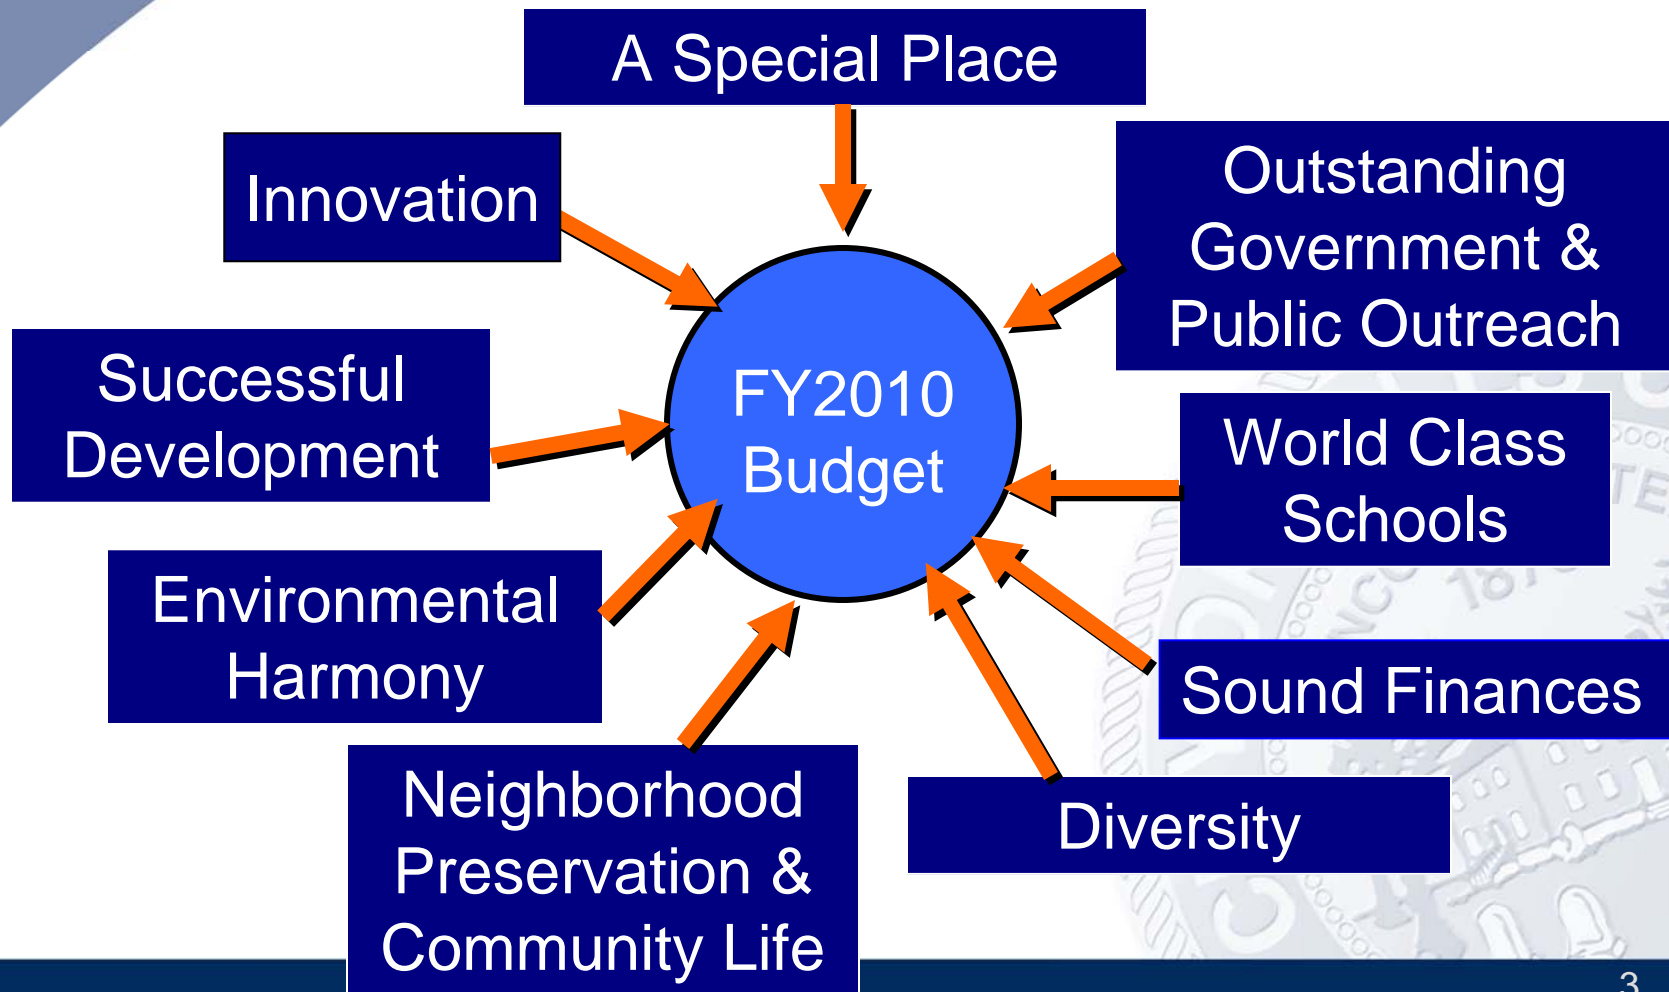 A Special Place
Innovation
Outstanding
Government &
Public Outreach
Successful
Development
FY2010
Budget
World Class
Schools
Environmental
Harmony
Sound Finances
Neighborhood
Preservation &
Community Life
Diversity
3